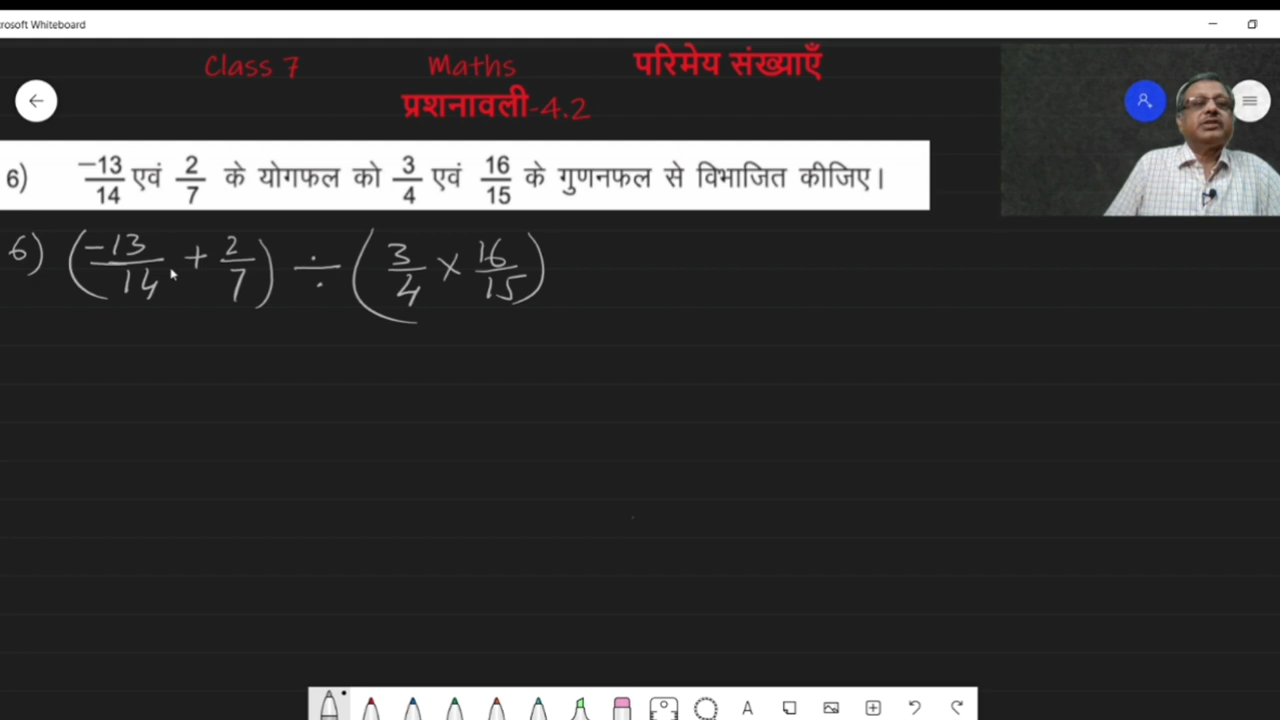 rosoft Whiteboard
Class 7 Maths परिमेय संख्याएँ
प्रशनावली-4.2
6) -13/14 एवं 2/7 के योगफल को 3/4 एवं 16/15 के गुणनफल से विभाजित कीजिए।
6) (-13/14 + 2/7) ÷ (3/4 × 16/15)
A